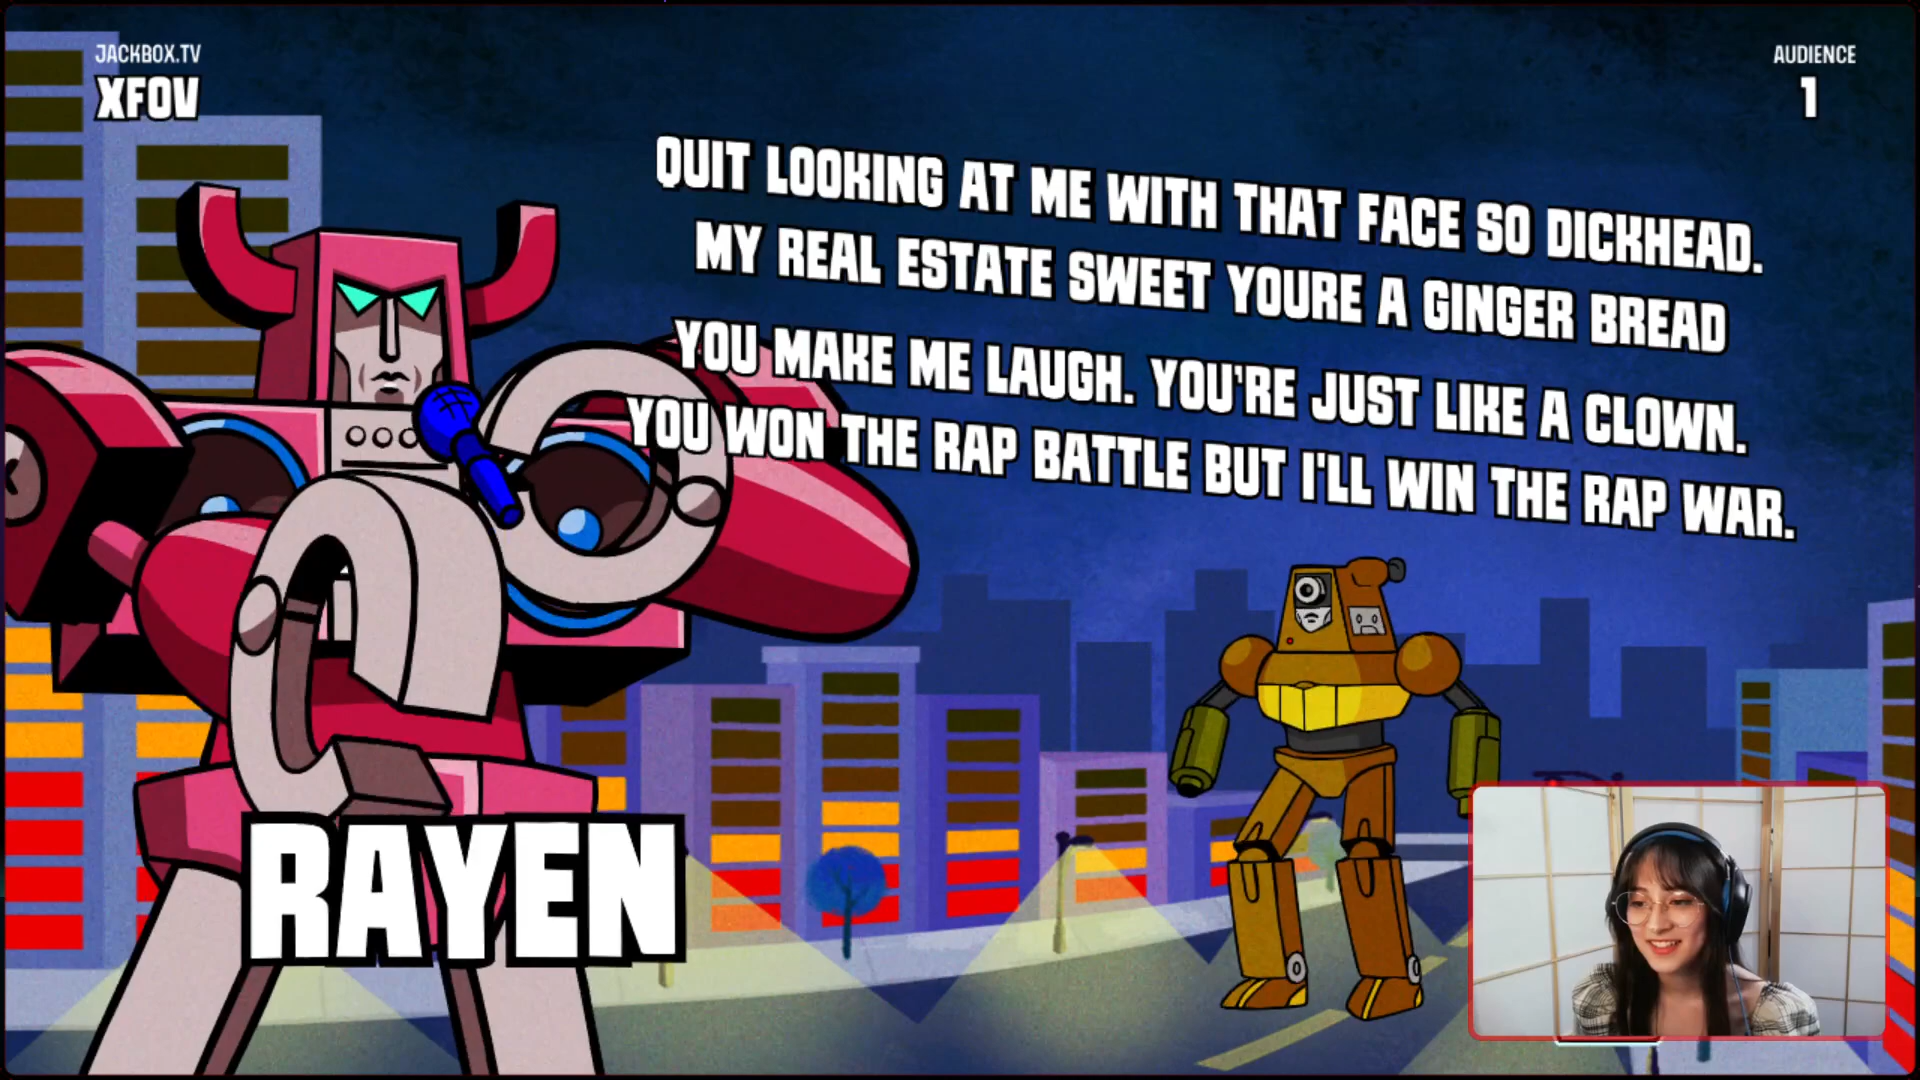 JACKBOX.TV
XFOV
AUDIENCE
1
QUIT LOOKING AT ME WITH THAT FACE SO DICKHEAD.
MY REAL ESTATE SWEET YOURE A GINGER BREAD
YOU MAKE ME LAUGH. YOU'RE JUST LIKE A CLOWN.
YOU WON THE RAP BATTLE BUT I'LL WIN THE RAP WAR.
RAYEN